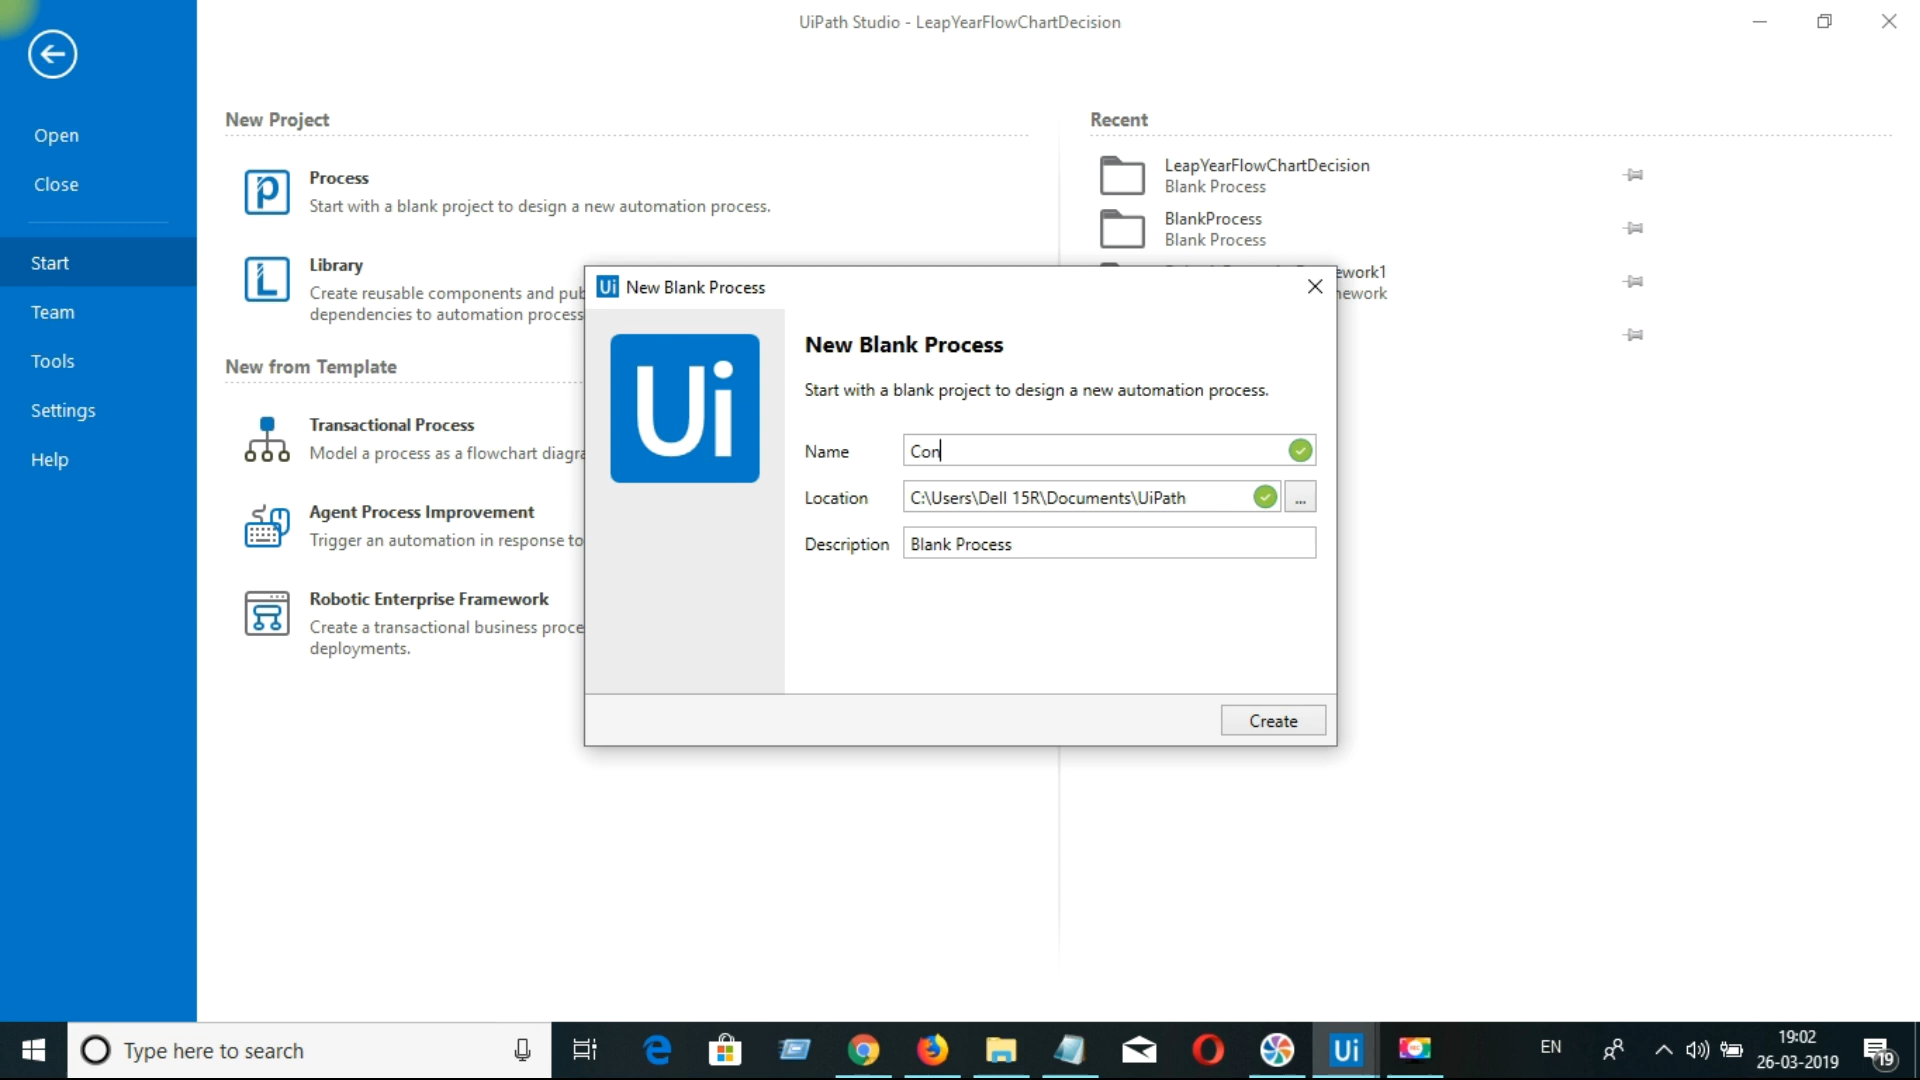 UiPath Studio - LeapYearFlowChartDecision
Open
Close
Start
Team
Tools
Settings
Help
New Project
Process
Start with a blank project to design a new automation process.
Library
Create reusable components and pub
dependencies to automation process
New from Template
Transactional Process
Model a process as a flowchart diagra
Agent Process Improvement
Trigger an automation in response to
Robotic Enterprise Framework
Create a transactional business proce
deployments.
Recent
LeapYearFlowChartDecision
Blank Process
BlankProcess
Blank Process
ework1
nework
Ui New Blank Process
Ui
New Blank Process
Start with a blank project to design a new automation process.
Name Con
Location C:\Users\Dell 15R\Documents\UiPath ...
Description Blank Process
Create
Type here to search
Ui
EN
19:02
26-03-2019
19